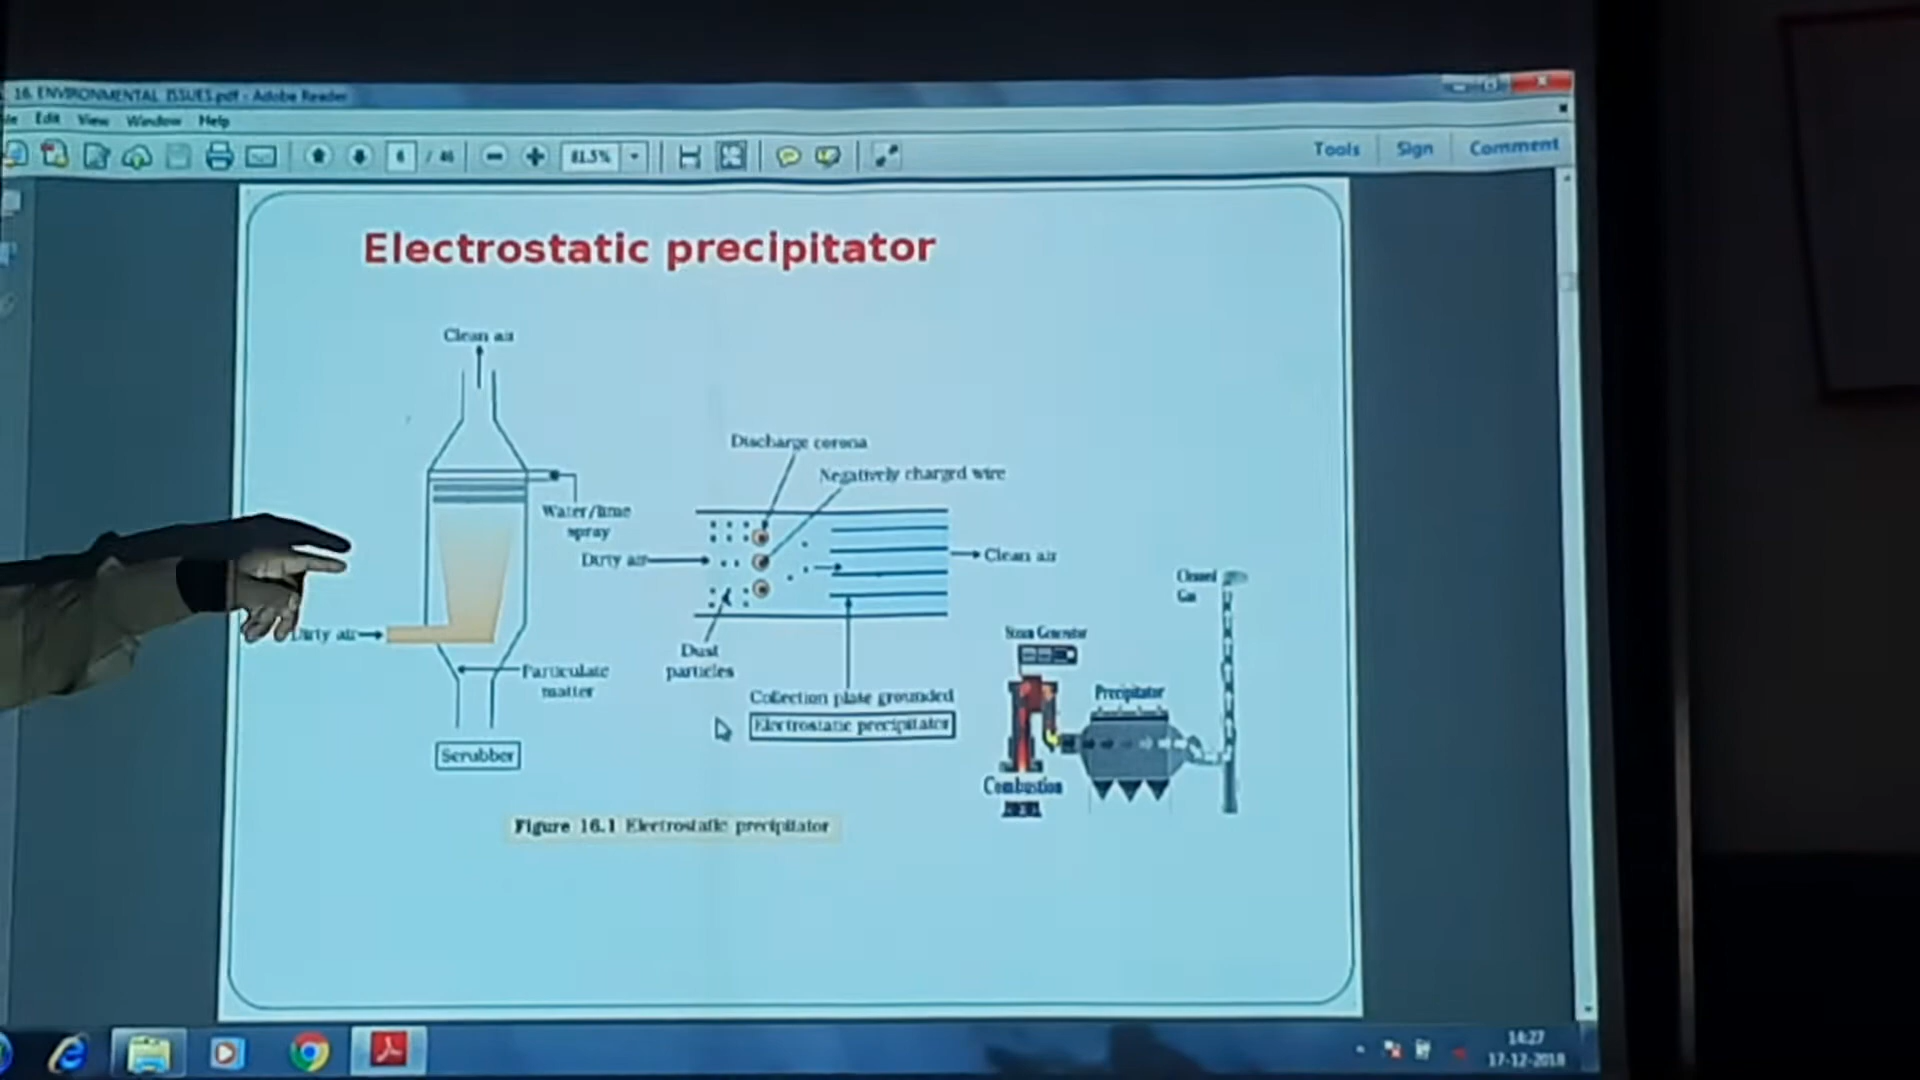 16. ENVIRONMENTAL ISSUES.pdf - Adobe Reader
Edit View Window Help
6 / 46 81.5% Tools Sign Comment
Electrostatic precipitator
Clean air
Discharge corona
Negatively charged wire
Water/lime
spray
Dirty air
Clean air
Dirty air
Particulate
matter
Dust
particles
Collection plate grounded
Electrostatic precipitator
Scrubber
Cleaned
Gas
Steam Generator
Precipitator
Combustion
Figure 16.1 Electrostatic precipitator
14:27
17-12-2018